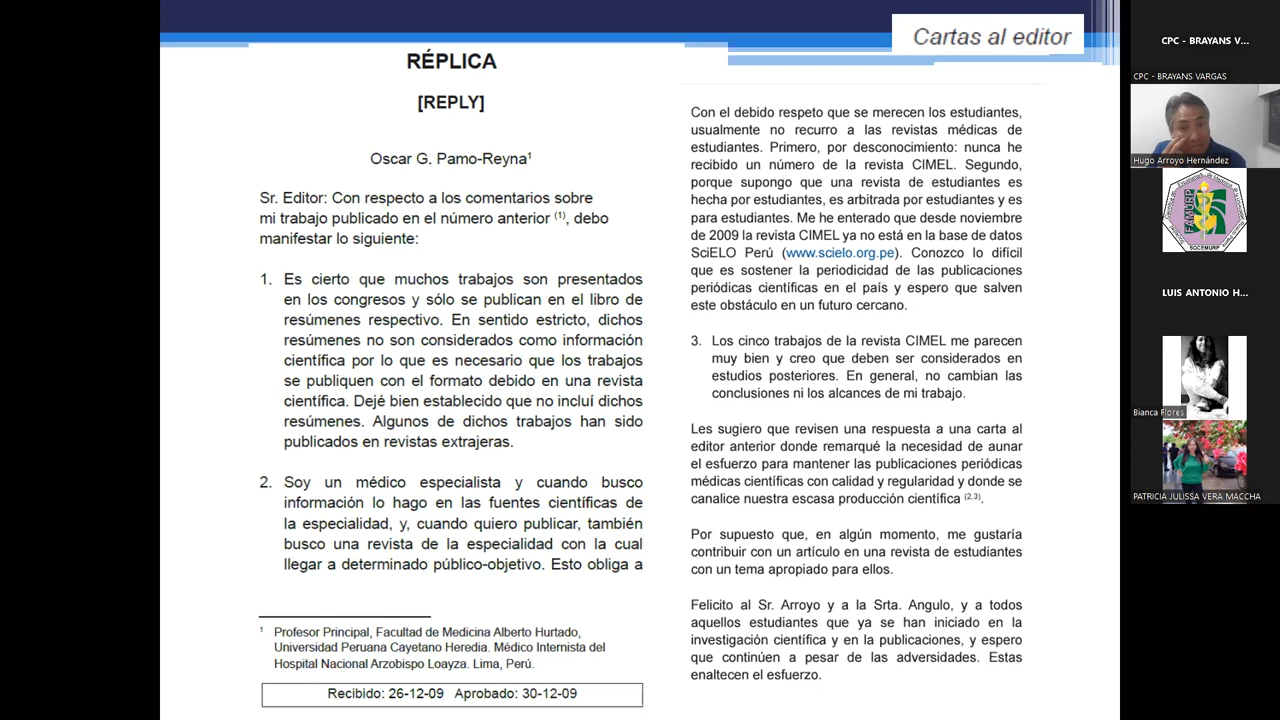 Cartas al editor
RÉPLICA
[REPLY]
Oscar G. Pamo-Reyna1
Sr. Editor: Con respecto a los comentarios sobre
mi trabajo publicado en el número anterior (1), debo
manifestar lo siguiente:
1. Es cierto que muchos trabajos son presentados
en los congresos y sólo se publican en el libro de
resúmenes respectivo. En sentido estricto, dichos
resúmenes no son considerados como información
científica por lo que es necesario que los trabajos
se publiquen con el formato debido en una revista
científica. Dejé bien establecido que no incluí dichos
resúmenes. Algunos de dichos trabajos han sido
publicados en revistas extrajeras.
2. Soy un médico especialista y cuando busco
información lo hago en las fuentes científicas de
la especialidad, y, cuando quiero publicar, también
busco una revista de la especialidad con la cual
llegar a determinado público-objetivo. Esto obliga a
1 Profesor Principal, Facultad de Medicina Alberto Hurtado,
Universidad Peruana Cayetano Heredia. Médico Internista del
Hospital Nacional Arzobispo Loayza. Lima, Perú.
Recibido: 26-12-09 Aprobado: 30-12-09
Con el debido respeto que se merecen los estudiantes,
usualmente no recurro a las revistas médicas de
estudiantes. Primero, por desconocimiento: nunca he
recibido un número de la revista CIMEL. Segundo,
porque supongo que una revista de estudiantes es
hecha por estudiantes, es arbitrada por estudiantes y es
para estudiantes. Me he enterado que desde noviembre
de 2009 la revista CIMEL ya no está en la base de datos
SciELO Perú (www.scielo.org.pe). Conozco lo difícil
que es sostener la periodicidad de las publicaciones
periódicas científicas en el país y espero que salven
este obstáculo en un futuro cercano.
3. Los cinco trabajos de la revista CIMEL me parecen
muy bien y creo que deben ser considerados en
estudios posteriores. En general, no cambian las
conclusiones ni los alcances de mi trabajo.
Les sugiero que revisen una respuesta a una carta al
editor anterior donde remarqué la necesidad de aunar
el esfuerzo para mantener las publicaciones periódicas
médicas científicas con calidad y regularidad y donde se
canalice nuestra escasa producción científica (2,3).
Por supuesto que, en algún momento, me gustaría
contribuir con un artículo en una revista de estudiantes
con un tema apropiado para ellos.
Felicito al Sr. Arroyo y a la Srta. Angulo, y a todos
aquellos estudiantes que ya se han iniciado en la
investigación científica y en la publicaciones, y espero
que continúen a pesar de las adversidades. Estas
enaltecen el esfuerzo.
CPC - BRAYANS V...
CPC - BRAYANS VARGAS
Hugo Arroyo Hernández
FAMURP
SOCEMURP
LUIS ANTONIO H...
Bianca Flores
PATRICIA JULISSA VERA MACCHA